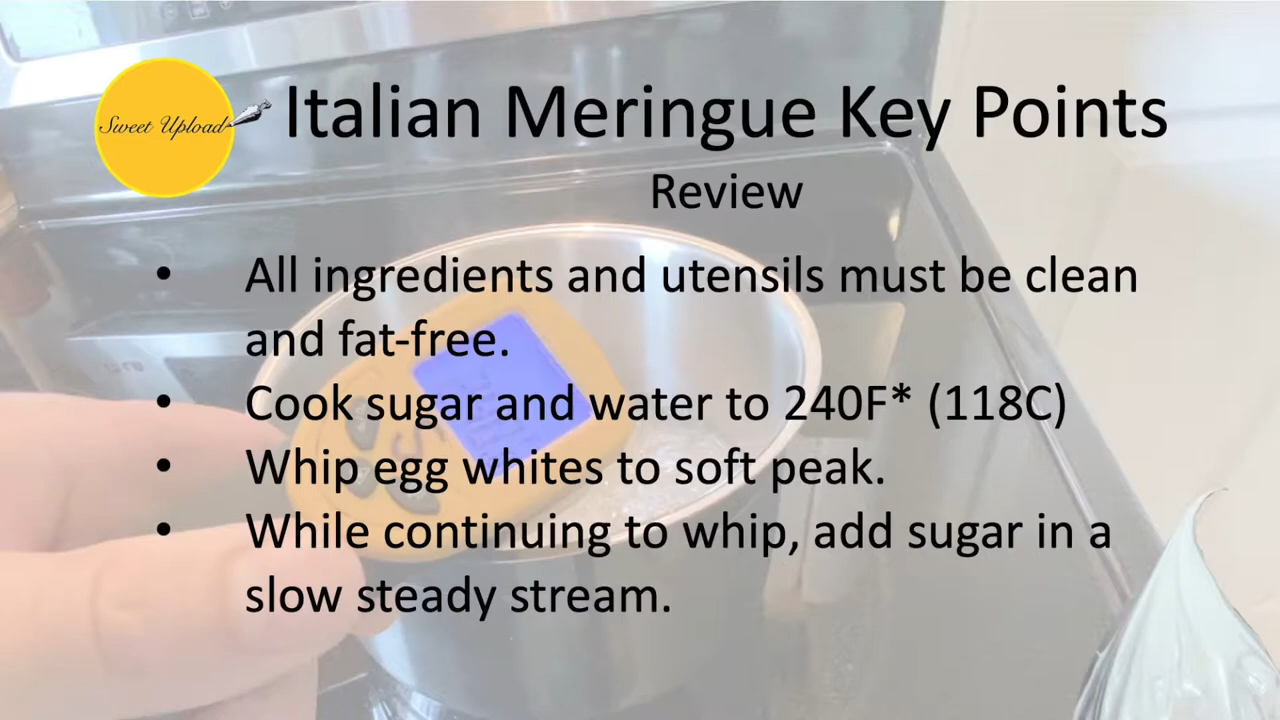 Sweet Upload
Italian Meringue Key Points
Review
• All ingredients and utensils must be clean
and fat-free.
• Cook sugar and water to 240F* (118C)
• Whip egg whites to soft peak.
• While continuing to whip, add sugar in a
slow steady stream.